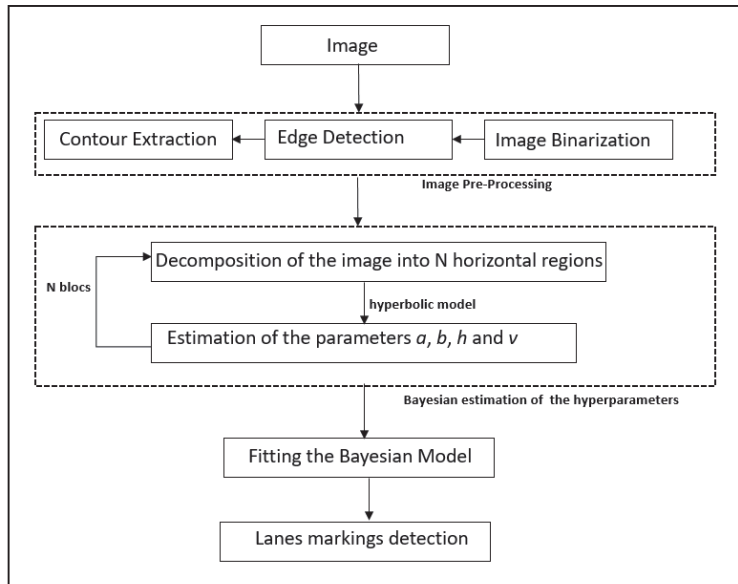 Image
Contour Extraction
Edge Detection
Image Binarization
Image Pre-Processing
Decomposition of the image into N horizontal regions
N blocs
hyperbolic model
Estimation of the parameters a, b, h and v
Bayesian estimation of the hyperparameters
Fitting the Bayesian Model
Lanes markings detection